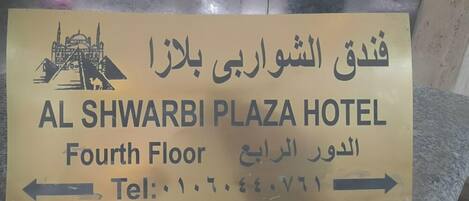 فندق الشواربى بلازا
AL SHWARBI PLAZA HOTEL
Fourth Floor الدور الرابع
Tel:٠١٠٦٠٤٤٠٧٦١